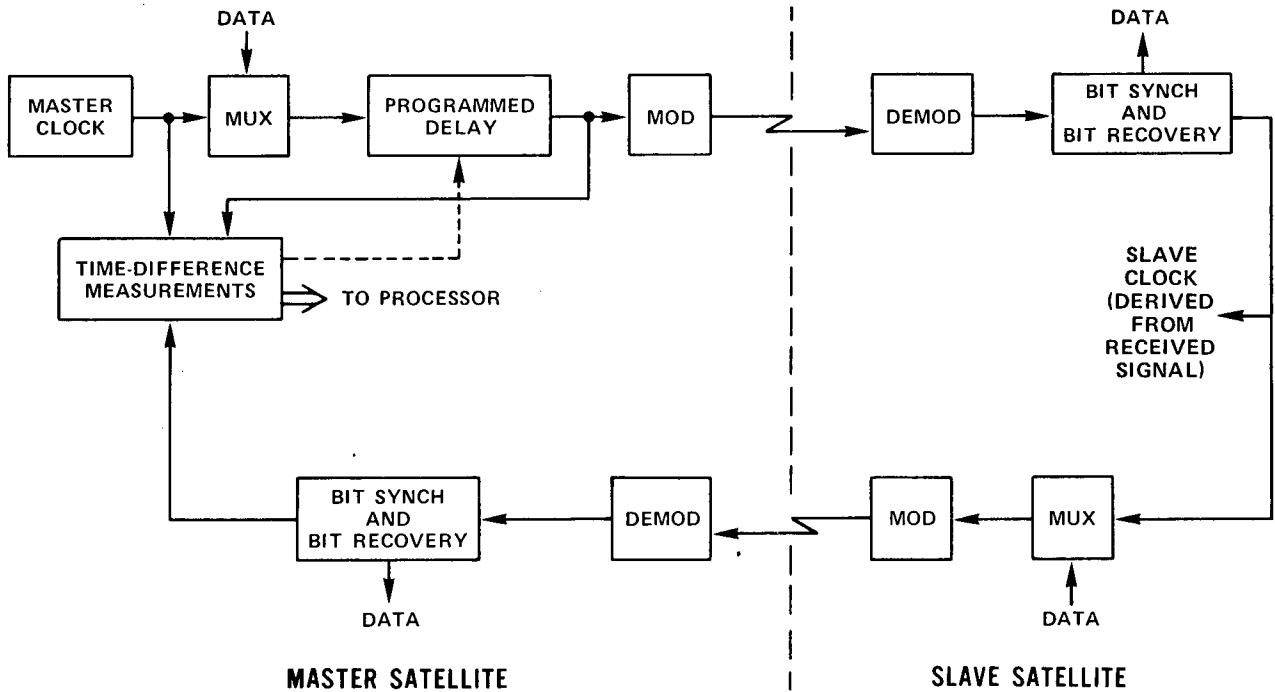 DATA
MASTER
CLOCK
MUX
PROGRAMMED
DELAY
MOD
DEMOD
DATA
BIT SYNCH
AND
BIT RECOVERY
TIME-DIFFERENCE
MEASUREMENTS
TO PROCESSOR
SLAVE
CLOCK
(DERIVED
FROM
RECEIVED
SIGNAL)
BIT SYNCH
AND
BIT RECOVERY
DEMOD
MOD
MUX
DATA
DATA
MASTER SATELLITE
SLAVE SATELLITE